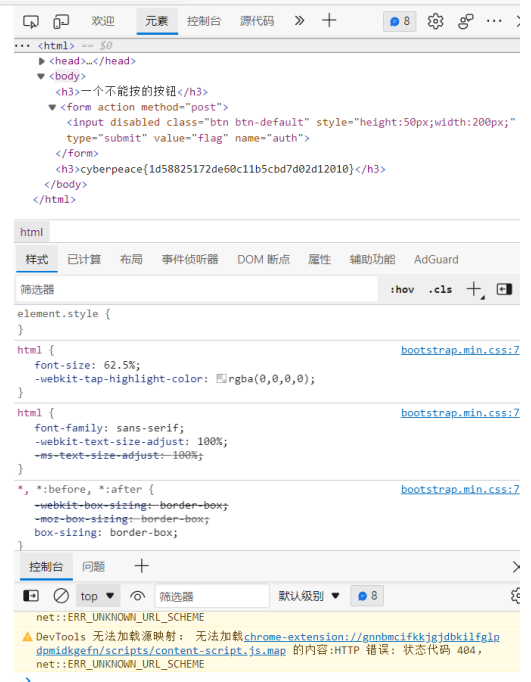 欢迎 元素 控制台 源代码 8
<html> == $0
<head>…</head>
<body>
<h3>一个不能按的按钮</h3>
<form action method="post">
<input disabled class="btn btn-default" style="height:50px;width:200px;"
type="submit" value="flag" name="auth">
</form>
<h3>cyberpeace{1d58825172de60c11b5cbd7d02d12010}</h3>
</body>
</html>
html
样式 已计算 布局 事件侦听器 DOM 断点 属性 辅助功能 AdGuard
筛选器 :hov .cls
element.style {
}
html { bootstrap.min.css:7
font-size: 62.5%;
-webkit-tap-highlight-color: rgba(0,0,0,0);
}
html { bootstrap.min.css:7
font-family: sans-serif;
-webkit-text-size-adjust: 100%;
-ms-text-size-adjust: 100%;
}
*, *:before, *:after { bootstrap.min.css:7
-webkit-box-sizing: border-box;
-moz-box-sizing: border-box;
box-sizing: border-box;
}
控制台 问题
top 筛选器 默认级别 8
net::ERR_UNKNOWN_URL_SCHEME
DevTools 无法加载源映射: 无法加载chrome-extension://gnnbmcifkkjgjdbkilfglp
dpmidkgefn/scripts/content-script.js.map 的内容:HTTP 错误: 状态代码 404,
net::ERR_UNKNOWN_URL_SCHEME